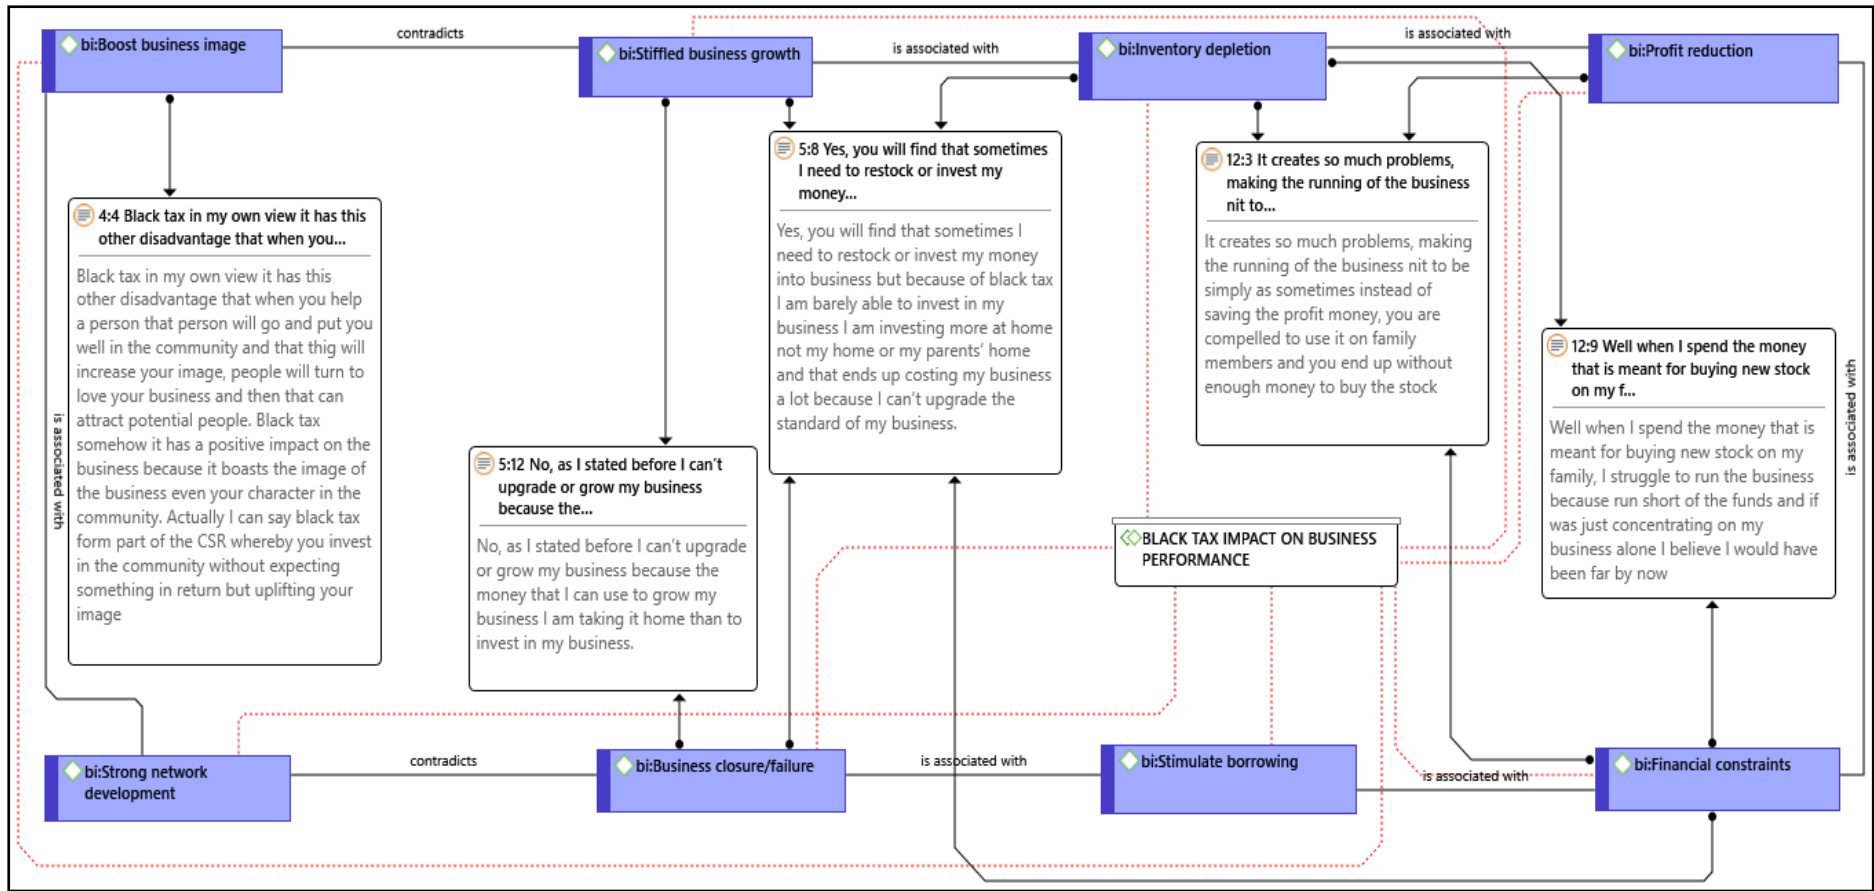 bi:Boost business image
contradicts
bi:Stiffled business growth
is associated with
bi:Inventory depletion
is associated with
bi:Profit reduction
4:4 Black tax in my own view it has this
other disadvantage that when you...
Black tax in my own view it has this
other disadvantage that when you help
a person that person will go and put you
well in the community and that thig will
increase your image, people will turn to
love your business and then that can
attract potential people. Black tax
somehow it has a positive impact on the
business because it boasts the image of
the business even your character in the
community. Actually I can say black tax
form part of the CSR whereby you invest
in the community without expecting
something in return but uplifting your
image
5:12 No, as I stated before I can't
upgrade or grow my business
because the...
No, as I stated before I can't upgrade
or grow my business because the
money that I can use to grow my
business I am taking it home than to
invest in my business.
5:8 Yes, you will find that sometimes
I need to restock or invest my
money...
Yes, you will find that sometimes I
need to restock or invest my money
into business but because of black tax
I am barely able to invest in my
business I am investing more at home
not my home or my parents' home
and that ends up costing my business
a lot because I can't upgrade the
standard of my business.
12:3 It creates so much problems,
making the running of the business
nit to...
It creates so much problems, making
the running of the business nit to be
simply as sometimes instead of
saving the profit money, you are
compelled to use it on family
members and you end up without
enough money to buy the stock
12:9 Well when I spend the money
that is meant for buying new stock
on my f...
Well when I spend the money that is
meant for buying new stock on my
family, I struggle to run the business
because run short of the funds and if
was just concentrating on my
business alone I believe I would have
been far by now
is associated with
is associated with
BLACK TAX IMPACT ON BUSINESS
PERFORMANCE
bi:Strong network
development
contradicts
bi:Business closure/failure
is associated with
bi:Stimulate borrowing
is associated with
bi:Financial constraints